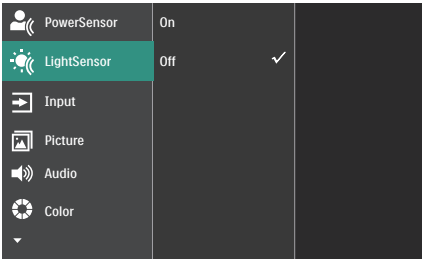 PowerSensor On
LightSensor Off
Input
Picture
Audio
Color